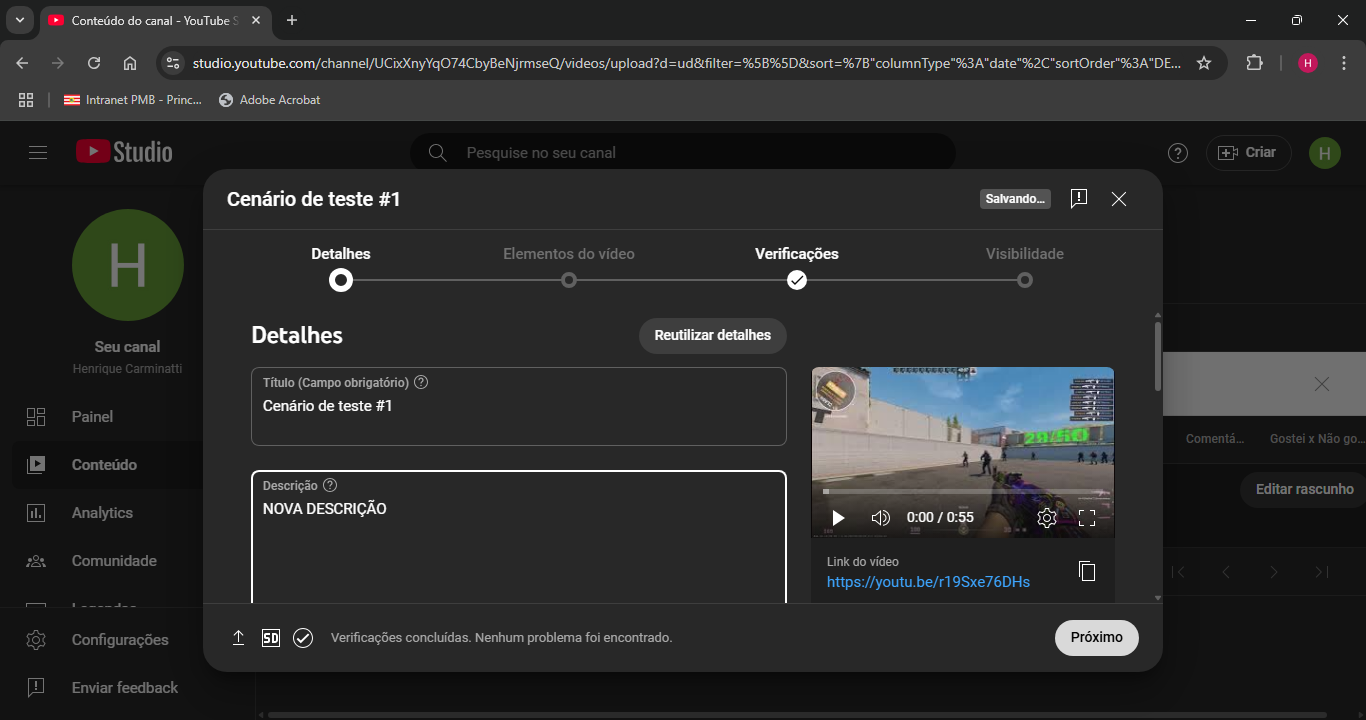 Conteúdo do canal - YouTube S
studio.youtube.com/channel/UCixXnyYqO74CbyBeNjrmseQ/videos/upload?d=ud&filter=%5B%5D&sort=%7B"columnType"%3A"date"%2C"sortOrder"%3A"DE...
H
Intranet PMB - Princ...
Adobe Acrobat
Studio
Pesquise no seu canal
Criar
H
Cenário de teste #1
Salvando...
Detalhes
Elementos do vídeo
Verificações
Visibilidade
H
Seu canal
Henrique Carminatti
Painel
Conteúdo
Analytics
Comunidade
Configurações
Enviar feedback
Detalhes
Reutilizar detalhes
Título (Campo obrigatório)
Cenário de teste #1
Descrição
NOVA DESCRIÇÃO
0:00 / 0:55
Link do vídeo
https://youtu.be/r19Sxe76DHs
Comentá...
Gostei x Não go...
Editar rascunho
SD
Verificações concluídas. Nenhum problema foi encontrado.
Próximo